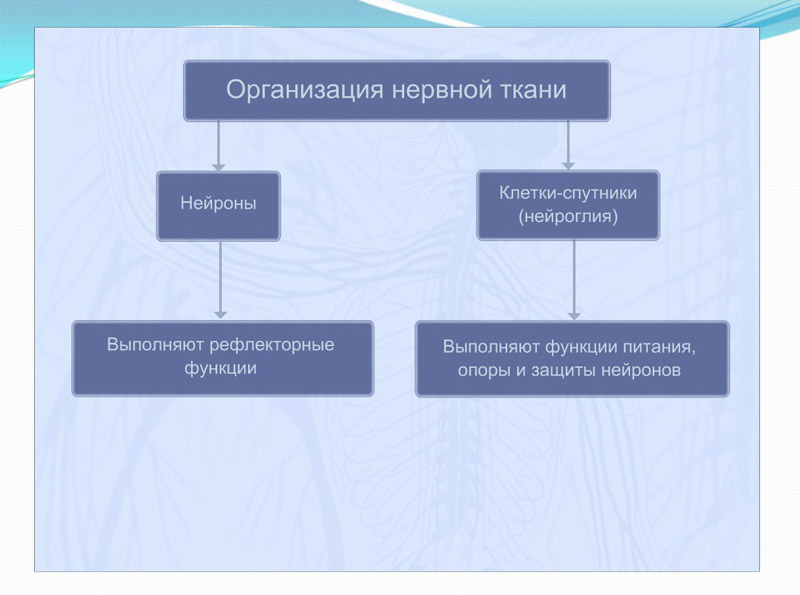 Организация нервной ткани
Нейроны
Клетки-спутники
(нейроглия)
Выполняют рефлекторные
функции
Выполняют функции питания,
опоры и защиты нейронов